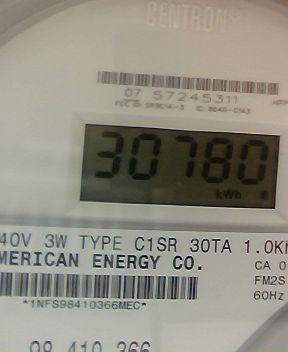 CENTRON®
07 57245311
30780
kWh
40V 3W TYPE C1SR 30TA 1.0K
MERICAN ENERGY CO.
CA 0
FM2S
60Hz
*1NFS98410366MEC*
98 410 366